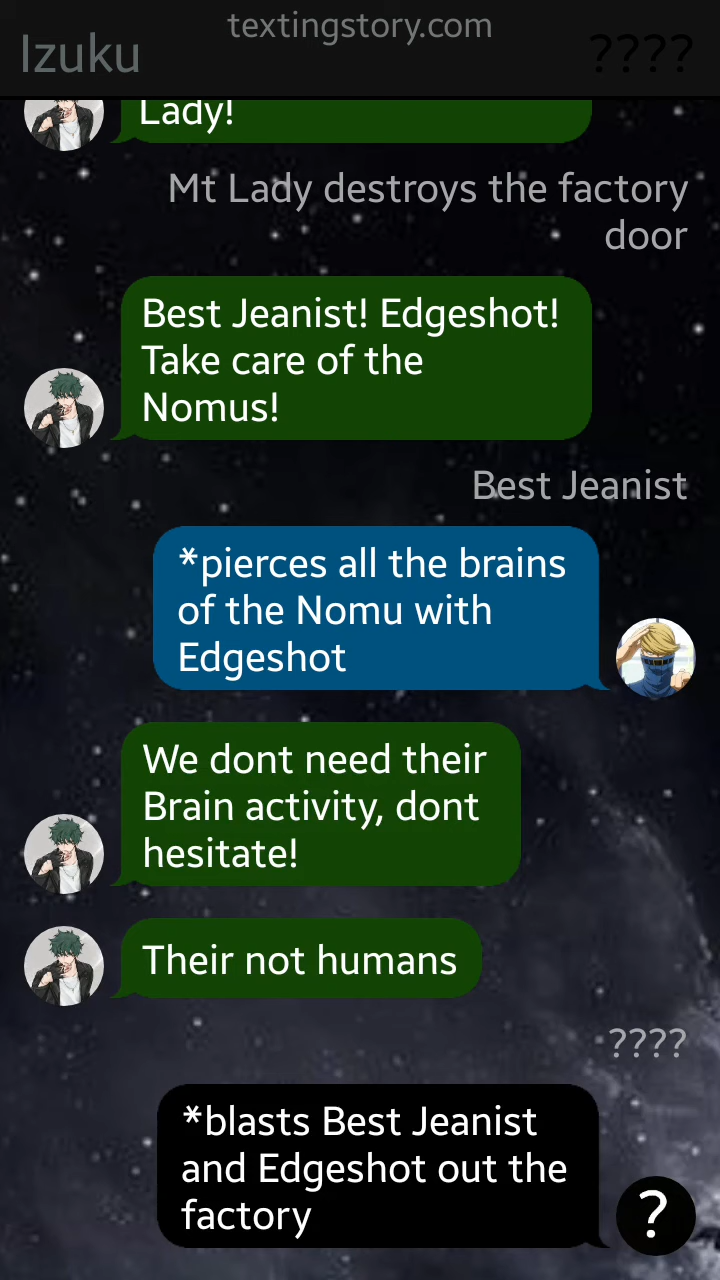 textingstory.com
Izuku
????
Lady!
Mt Lady destroys the factory
door
Best Jeanist! Edgeshot!
Take care of the
Nomus!
Best Jeanist
*pierces all the brains
of the Nomu with
Edgeshot
We dont need their
Brain activity, dont
hesitate!
Their not humans
????
*blasts Best Jeanist
and Edgeshot out the
factory
?